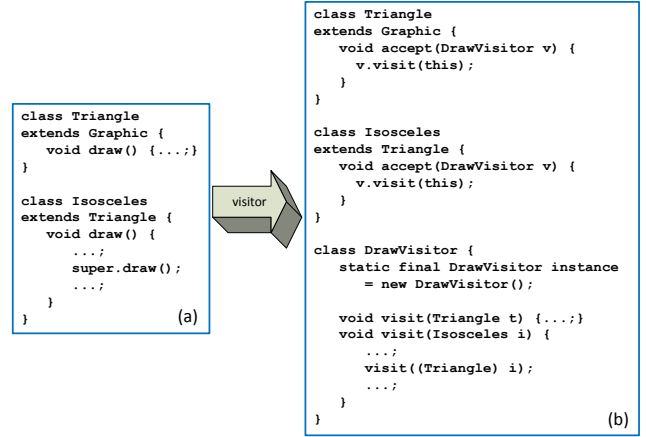 class Triangle
extends Graphic {
   void draw() {...;}
}

class Isosceles
extends Triangle {
   void draw() {
      ...;
      super.draw();
      ...;
   }
}
(a)
visitor
class Triangle
extends Graphic {
   void accept(DrawVisitor v) {
     v.visit(this);
   }
}

class Isosceles
extends Triangle {
   void accept(DrawVisitor v) {
     v.visit(this);
   }
}

class DrawVisitor {
   static final DrawVisitor instance
      = new DrawVisitor();

   void visit(Triangle t) {...;}
   void visit(Isosceles i) {
      ...;
      visit((Triangle) i);
      ...;
   }
}
(b)